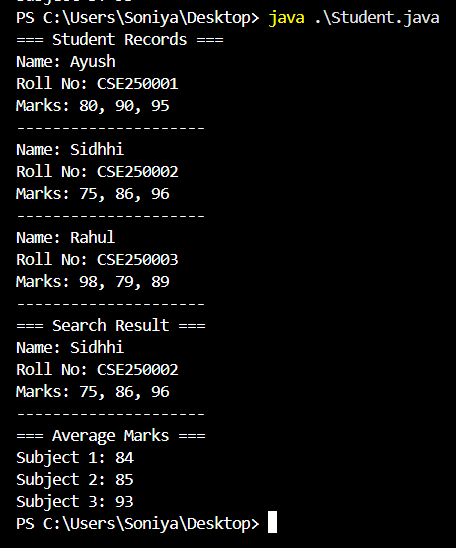 PS C:\Users\Soniya\Desktop> java .\Student.java
=== Student Records ===
Name: Ayush
Roll No: CSE250001
Marks: 80, 90, 95
---------------------
Name: Sidhhi
Roll No: CSE250002
Marks: 75, 86, 96
---------------------
Name: Rahul
Roll No: CSE250003
Marks: 98, 79, 89
---------------------
=== Search Result ===
Name: Sidhhi
Roll No: CSE250002
Marks: 75, 86, 96
---------------------
=== Average Marks ===
Subject 1: 84
Subject 2: 85
Subject 3: 93
PS C:\Users\Soniya\Desktop>